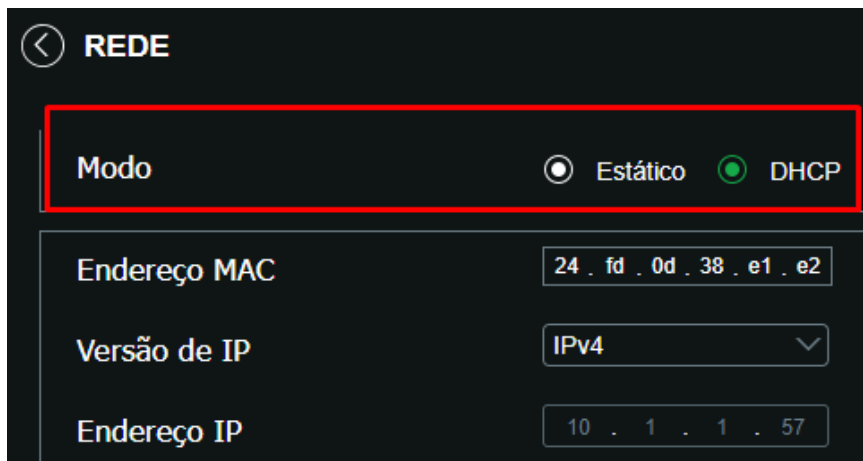 REDE
Modo Estático DHCP
Endereço MAC 24 . fd . 0d . 38 . e1 . e2
Versão de IP IPv4
Endereço IP 10 . 1 . 1 . 57